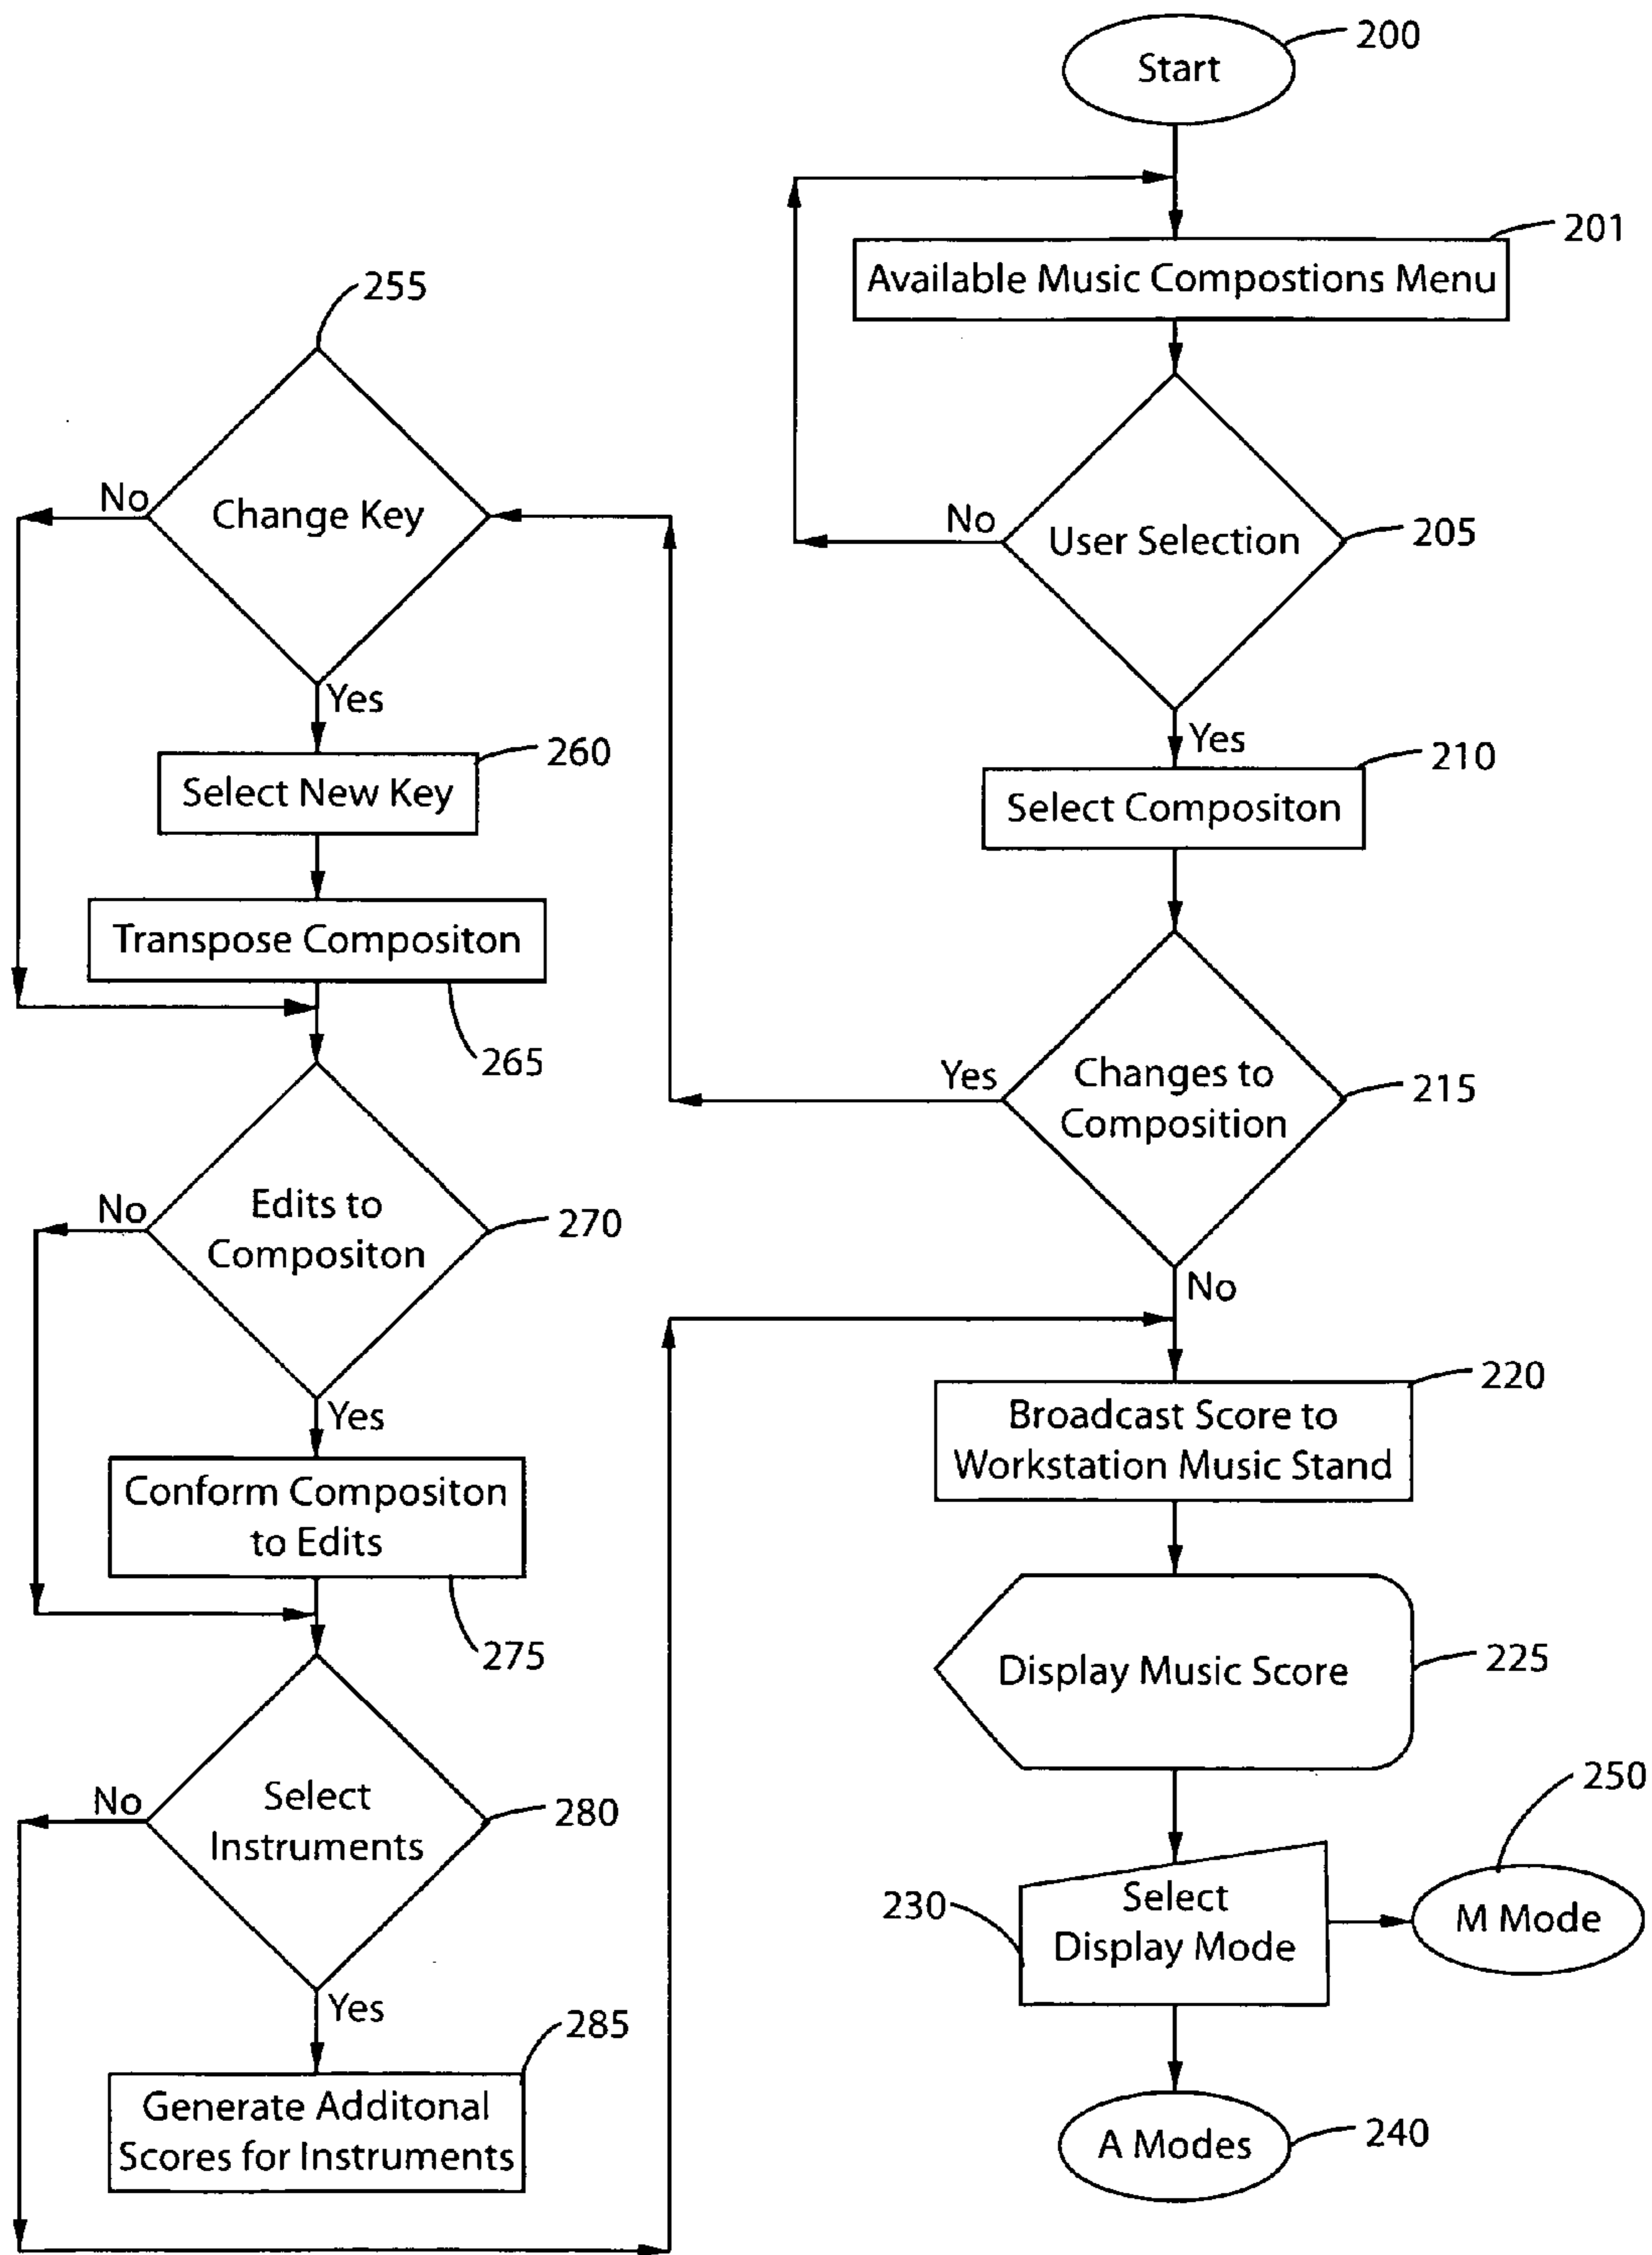 Start
200
Available Music Compostions Menu
201
No
User Selection
205
Yes
Select Compositon
210
Yes
Changes to
Composition
215
No
Broadcast Score to
Workstation Music Stand
220
Display Music Score
225
Select
Display Mode
230
M Mode
250
A Modes
240
255
No
Change Key
Yes
Select New Key
260
Transpose Compositon
265
No
Edits to
Compositon
270
Yes
Conform Compositon
to Edits
275
No
Select
Instruments
280
Yes
Generate Additonal
Scores for Instruments
285